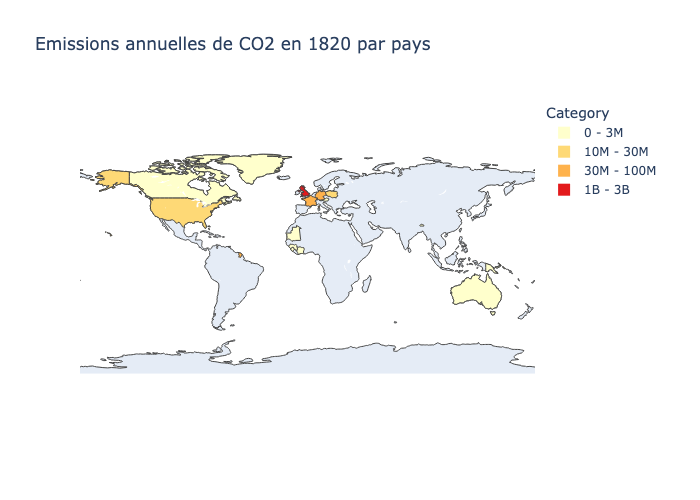 Emissions annuelles de CO2 en 1820 par pays
Category
0 - 3M
10M - 30M
30M - 100M
1B - 3B